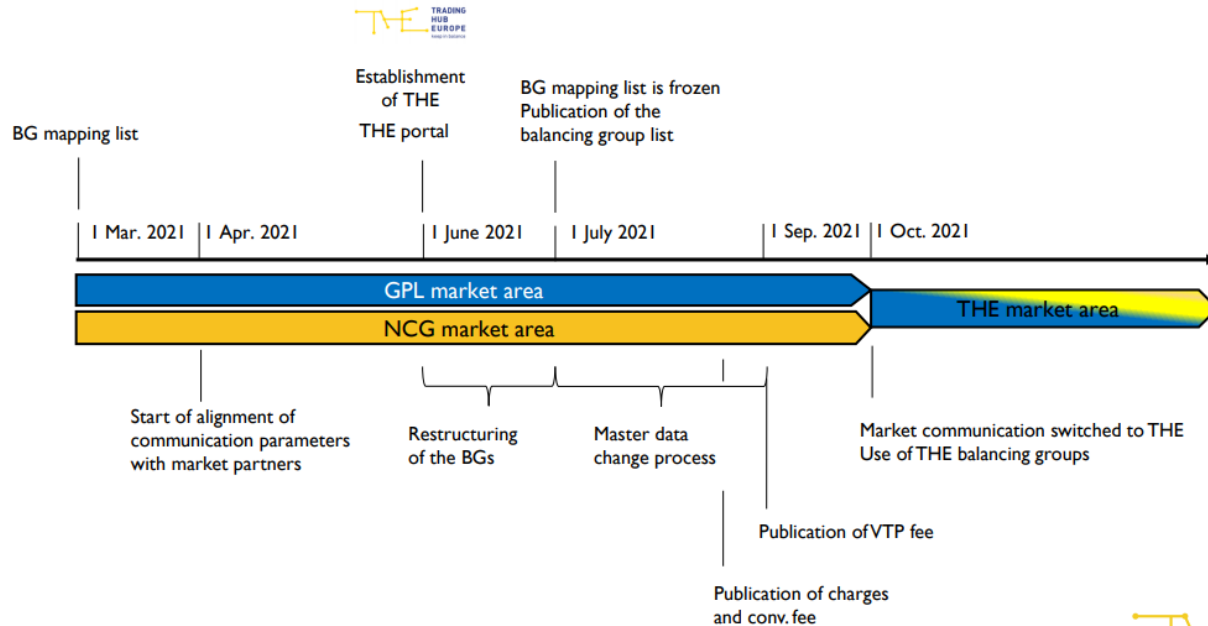 TRADING
HUB
EUROPE
keep in balance
Establishment
of THE
THE portal
BG mapping list is frozen
Publication of the
balancing group list
BG mapping list
1 Mar. 2021
1 Apr. 2021
1 June 2021
1 July 2021
1 Sep. 2021
1 Oct. 2021
GPL market area
NCG market area
THE market area
Start of alignment of
communication parameters
with market partners
Restructuring
of the BGs
Master data
change process
Market communication switched to THE
Use of THE balancing groups
Publication of VTP fee
Publication of charges
and conv. fee